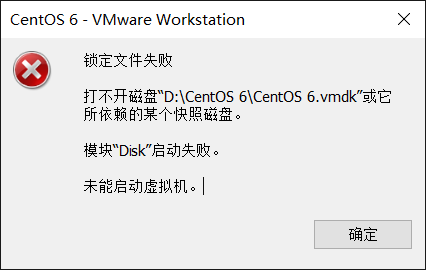 CentOS 6 - VMware Workstation
锁定文件失败
打不开磁盘“D:\CentOS 6\CentOS 6.vmdk”或它
所依赖的某个快照磁盘。
模块“Disk”启动失败。
未能启动虚拟机。
确定